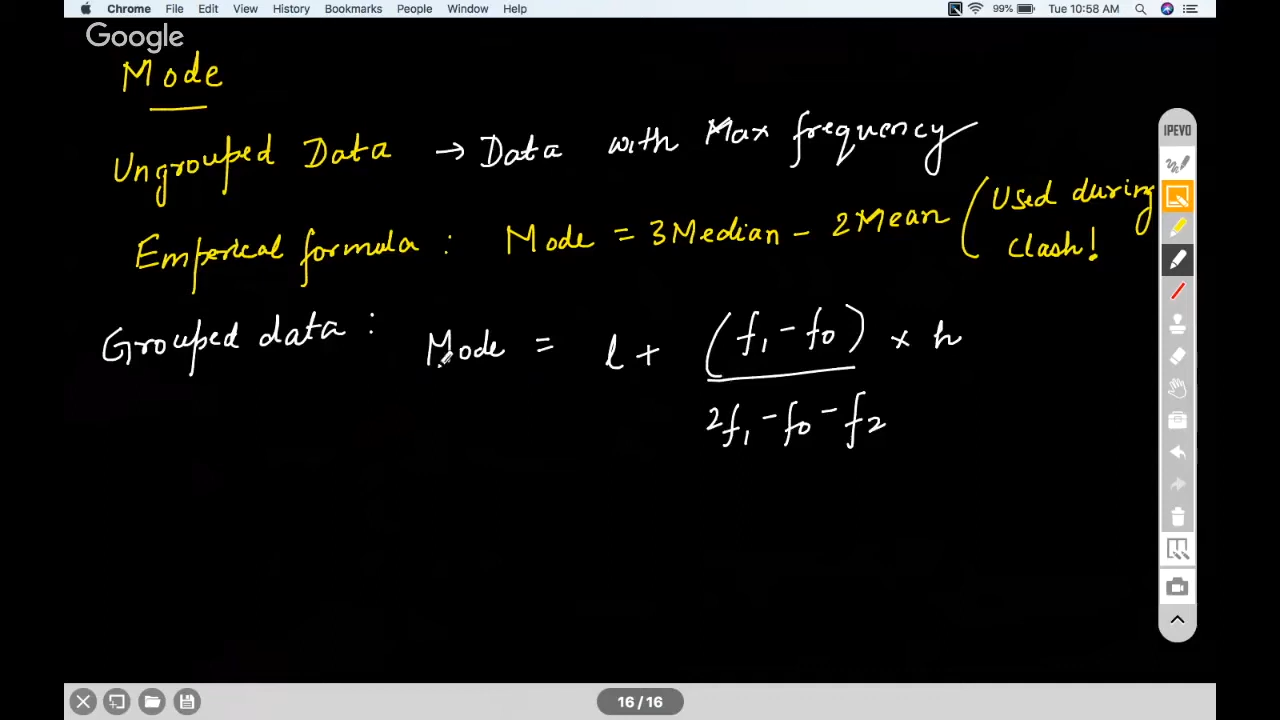 Chrome File Edit View History Bookmarks People Window Help 99% Tue 10:58 AM
Google
Mode
Ungrouped Data → Data with Max frequency
Emperical formula : Mode = 3Median - 2Mean (Used during
clash!
IPEVO
Grouped data : Mode = l + (f₁ - f₀) × h
2f₁ - f₀ - f₂
16/16